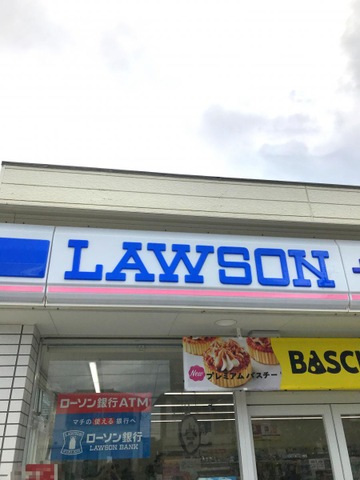 LAWSON
New プレミアムバスチー
BASC
ローソン銀行ATM
マチの使える銀行へ
ローソン銀行
LAWSON BANK